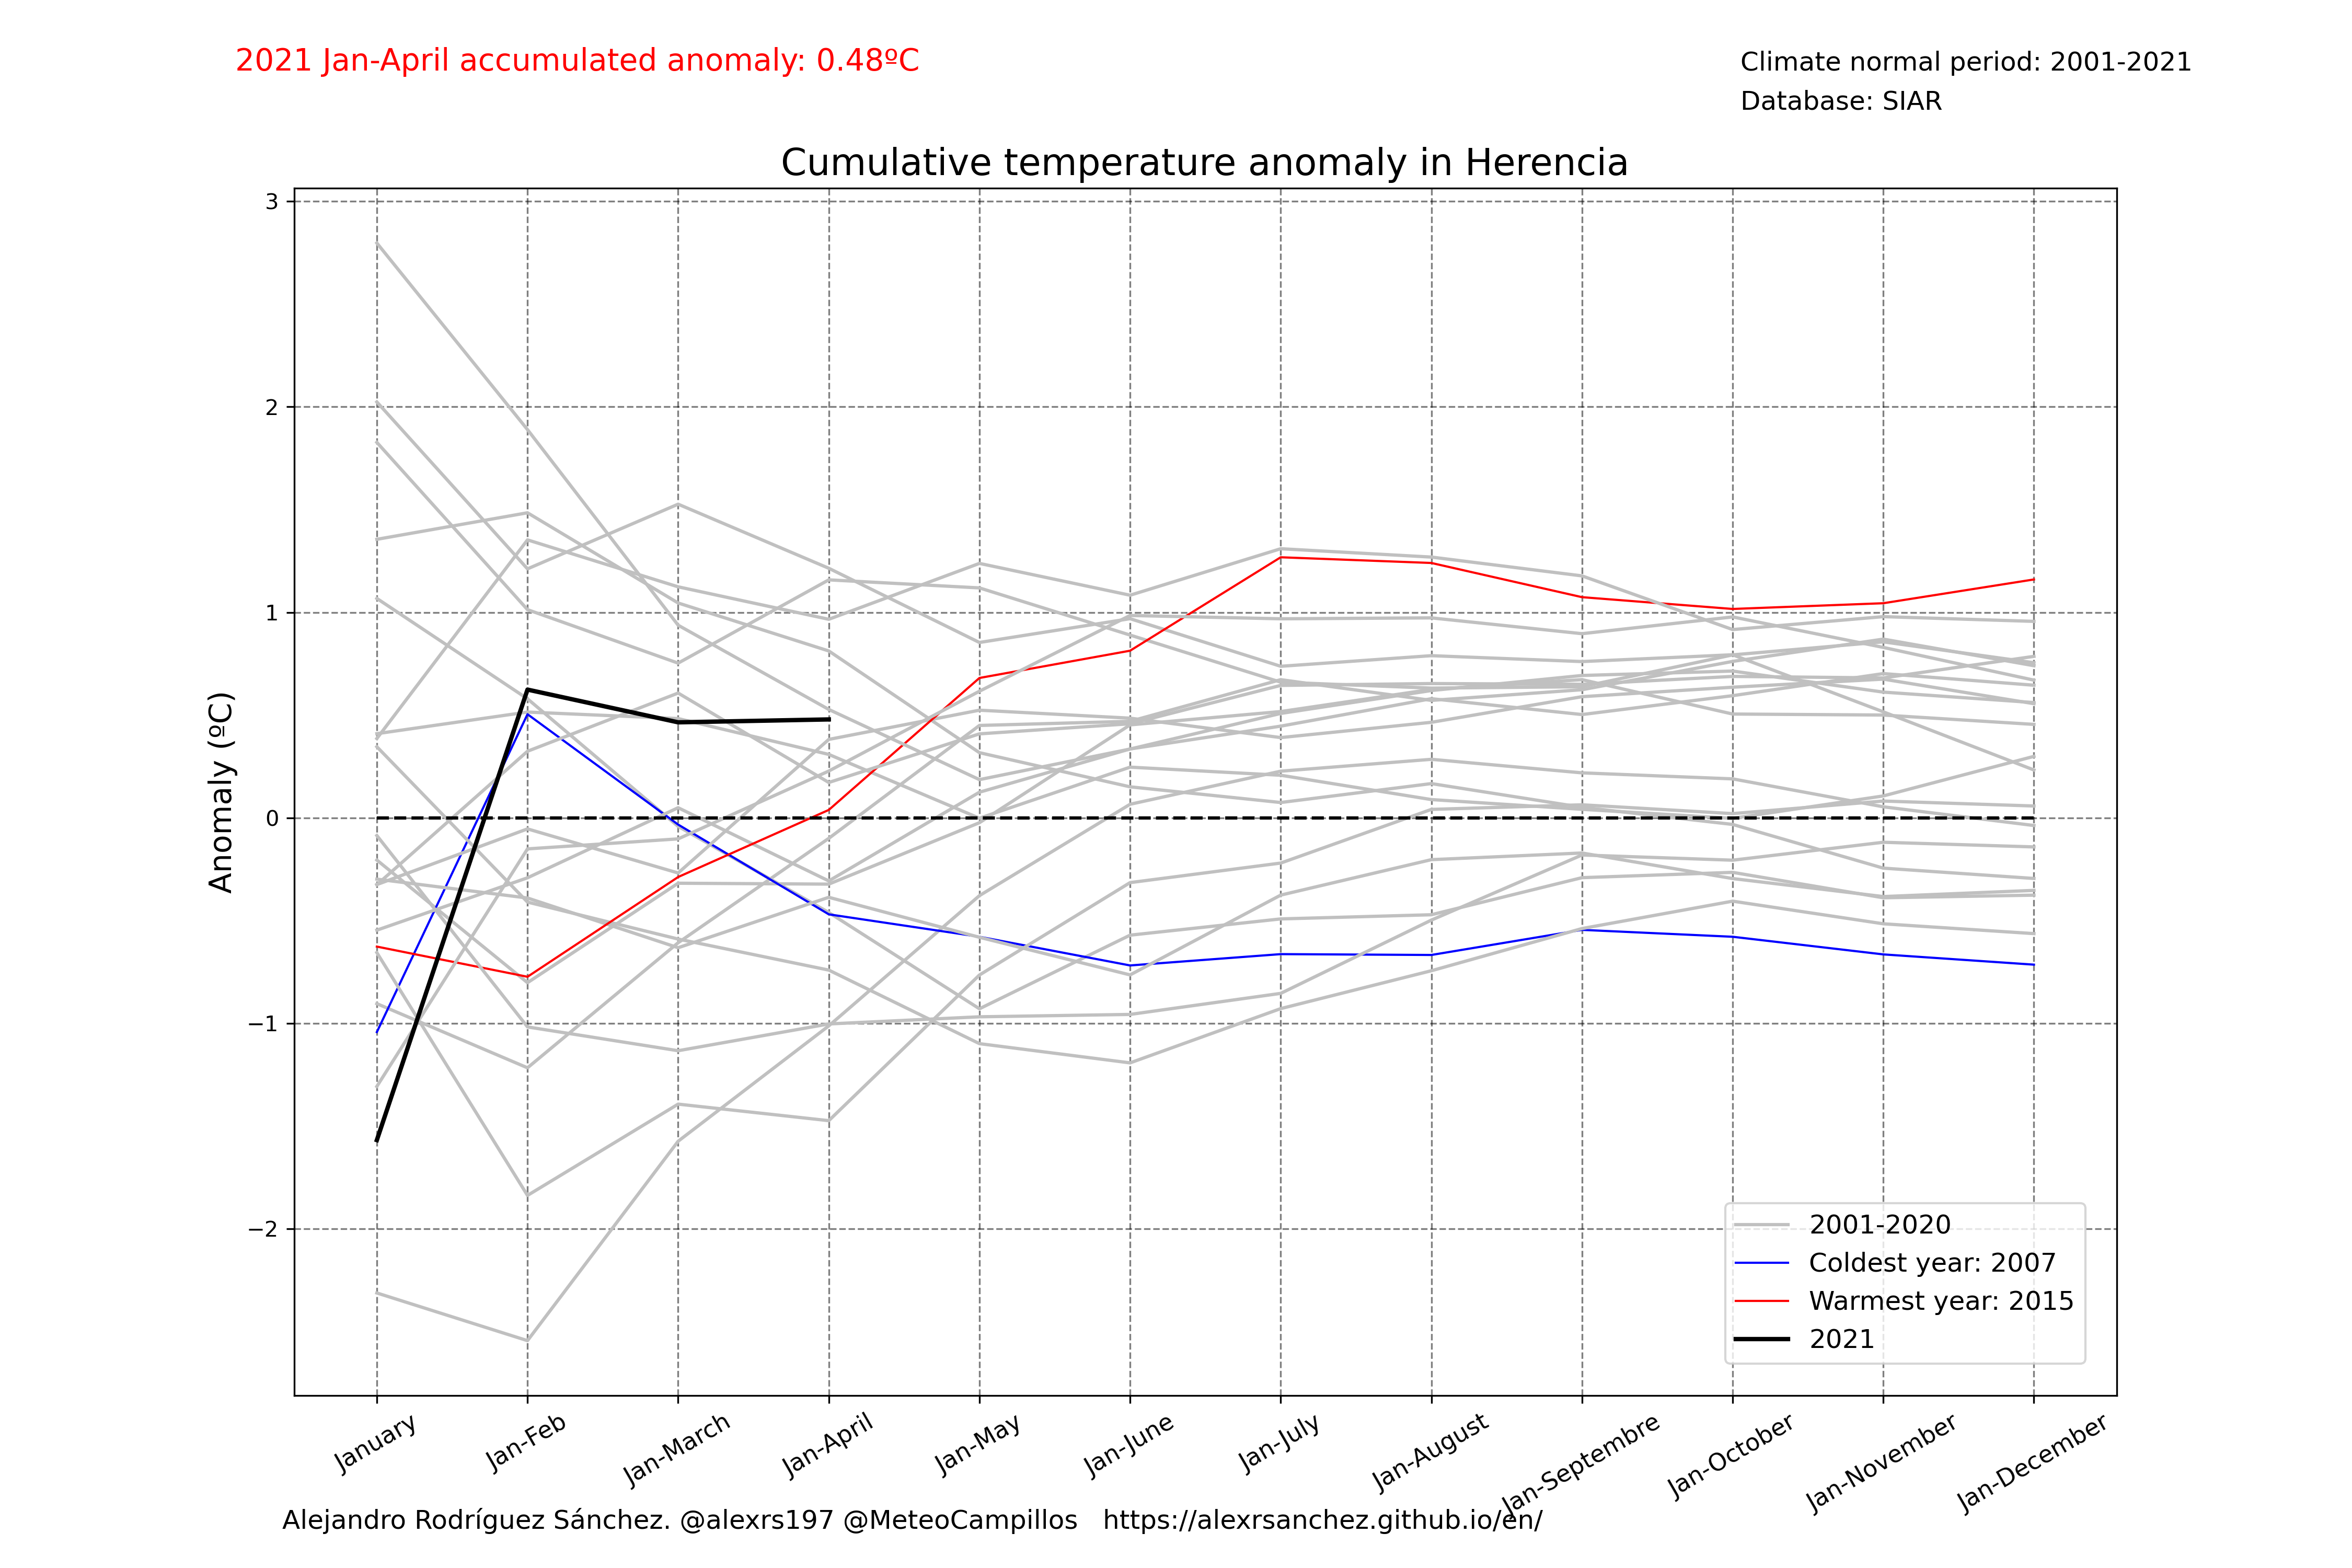 2021 Jan-April accumulated anomaly: 0.48ºC
Climate normal period: 2001-2021
Database: SIAR
Cumulative temperature anomaly in Herencia
Anomaly (ºC)
3
2
1
0
−1
−2
2001-2020
Coldest year: 2007
Warmest year: 2015
2021
January
Jan-Feb
Jan-March
Jan-April
Jan-May
Jan-June
Jan-July
Jan-August
Jan-Septembre
Jan-October
Jan-November
Jan-December
Alejandro Rodríguez Sánchez. @alexrs197 @MeteoCampillos https://alexrsanchez.github.io/en/